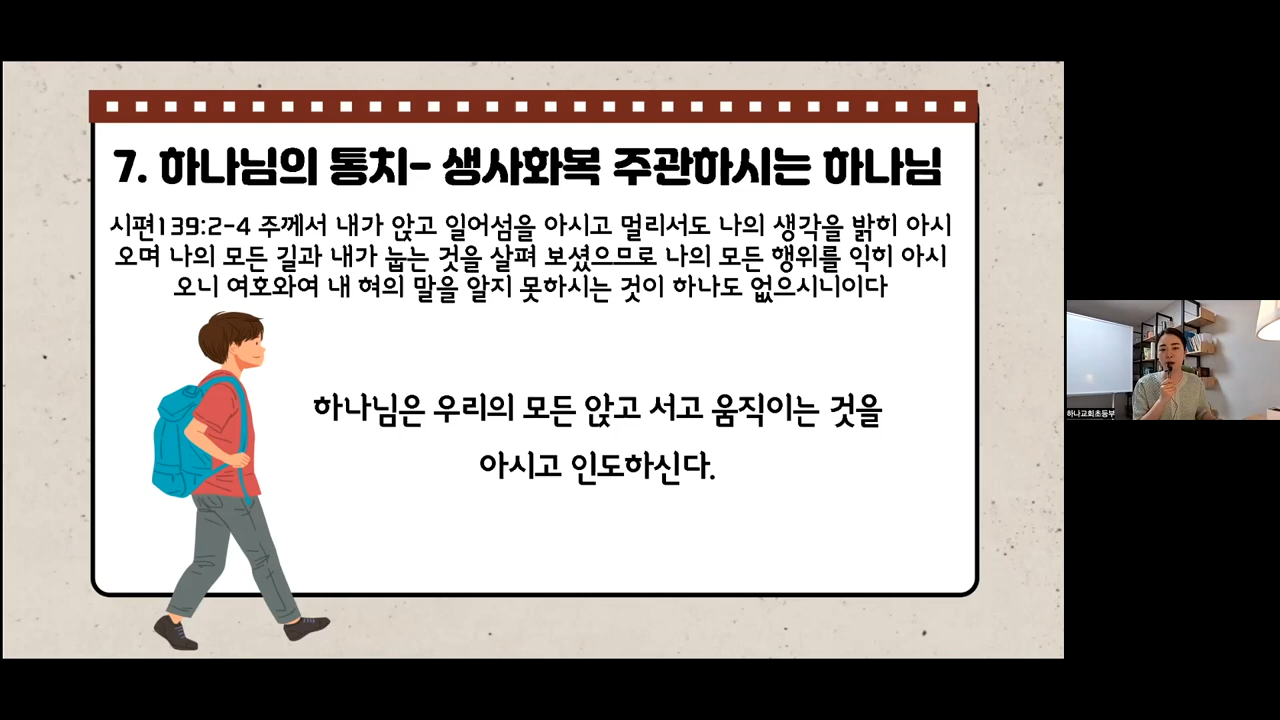 7. 하나님의 통치- 생사화복 주관하시는 하나님
시편139:2-4 주께서 내가 앉고 일어섬을 아시고 멀리서도 나의 생각을 밝히 아시
오며 나의 모든 길과 내가 눕는 것을 살펴 보셨으므로 나의 모든 행위를 익히 아시
오니 여호와여 내 혀의 말을 알지 못하시는 것이 하나도 없으시니이다
하나님은 우리의 모든 앉고 서고 움직이는 것을
아시고 인도하신다.
하나교회초등부